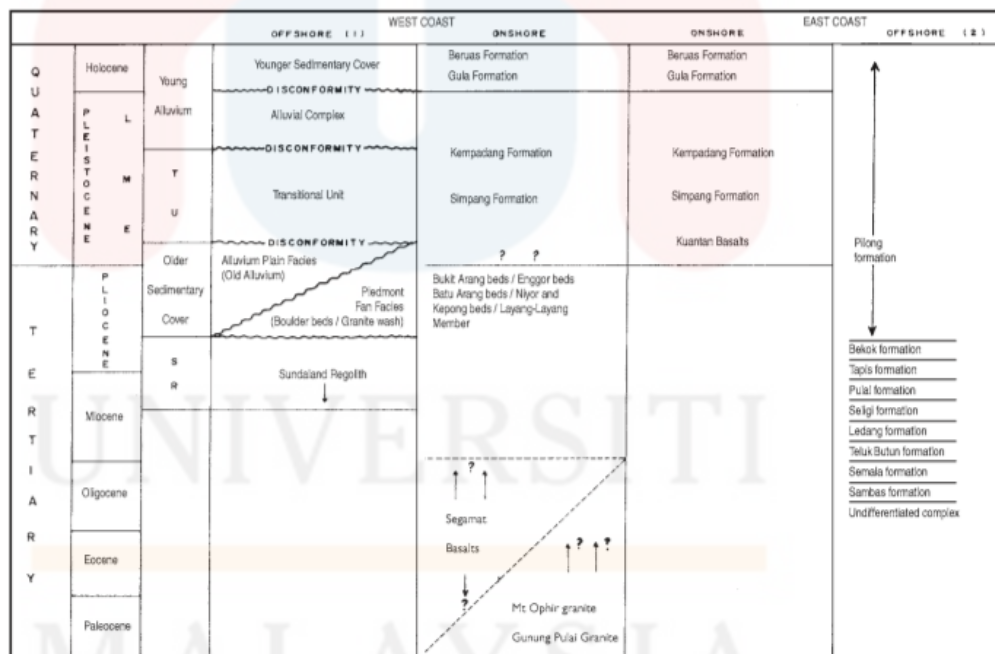 WEST COAST
EAST COAST
OFFSHORE (1)
ONSHORE
ONSHORE
OFFSHORE (2)
QUATERNARY
TERTIARY
Holocene
PLEISTOCENE
L
M
E
PLIOCENE
Miocene
Oligocene
Eocene
Paleocene
Young
Alluvium
T
U
Older
Sedimentary
Cover
S
R
Younger Sedimentary Cover
DISCONFORMITY
Alluvial Complex
DISCONFORMITY
Transitional Unit
DISCONFORMITY
Alluvium Plain Facies
(Old Alluvium)
Piedmont
Fan Facies
(Boulder beds / Granite wash)
Sundaland Regolith
Beruas Formation
Gula Formation
Kempadang Formation
Simpang Formation
? ?
Bukit Arang beds / Enggor beds
Batu Arang beds / Niyor and
Kepong beds / Layang-Layang
Member
?
Segamat
Basalts
?
? ?
Mt Ophir granite
Gunung Pulai Granite
Beruas Formation
Gula Formation
Kempadang Formation
Simpang Formation
Kuantan Basalts
Pilong
formation
Bekok formation
Tapis formation
Pulai formation
Seligi formation
Ledang formation
Teluk Butun formation
Semala formation
Sambas formation
Undifferentiated complex
UNIVERSITI
MALAYSIA